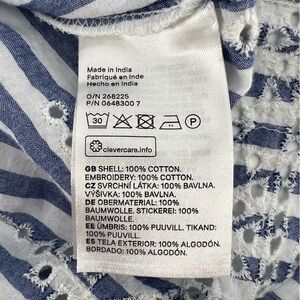 Made in India
Fabriqué en Inde
Hecho en India
O/N 268225
P/N 0648300 7
30
P
clevercare.info
GB SHELL: 100% COTTON.
EMBROIDERY: 100% COTTON.
CZ SVRCHNÍ LÁTKA: 100% BAVLNA.
VÝŠIVKA: 100% BAVLNA.
DE OBERMATERIAL: 100%
BAUMWOLLE. STICKEREI: 100%
BAUMWOLLE.
EE ÜMBRIS: 100% PUUVILL. TIKAND:
100% PUUVILL.
ES TELA EXTERIOR: 100% ALGODÓN.
BORDADO: 100% ALGODÓN.